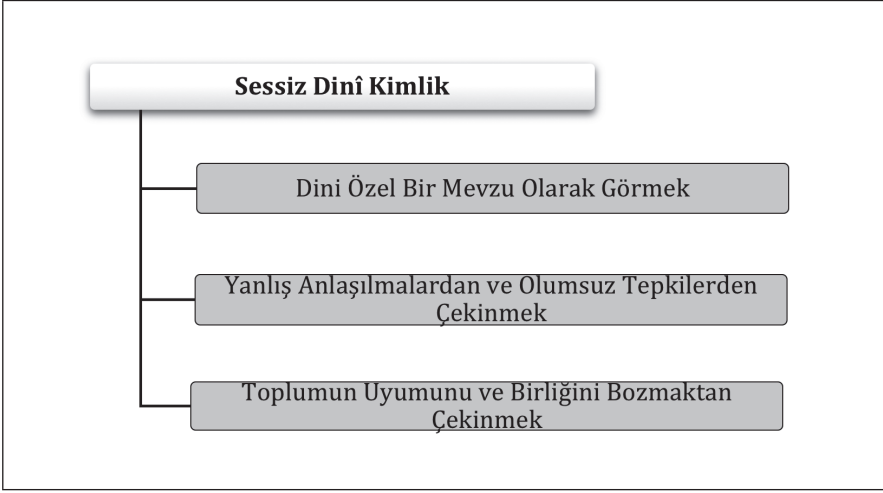 Sessiz Dinî Kimlik
Dini Özel Bir Mevzu Olarak Görmek
Yanlış Anlaşılmalardan ve Olumsuz Tepkilerden
Çekinmek
Toplumun Uyumunu ve Birliğini Bozmaktan
Çekinmek